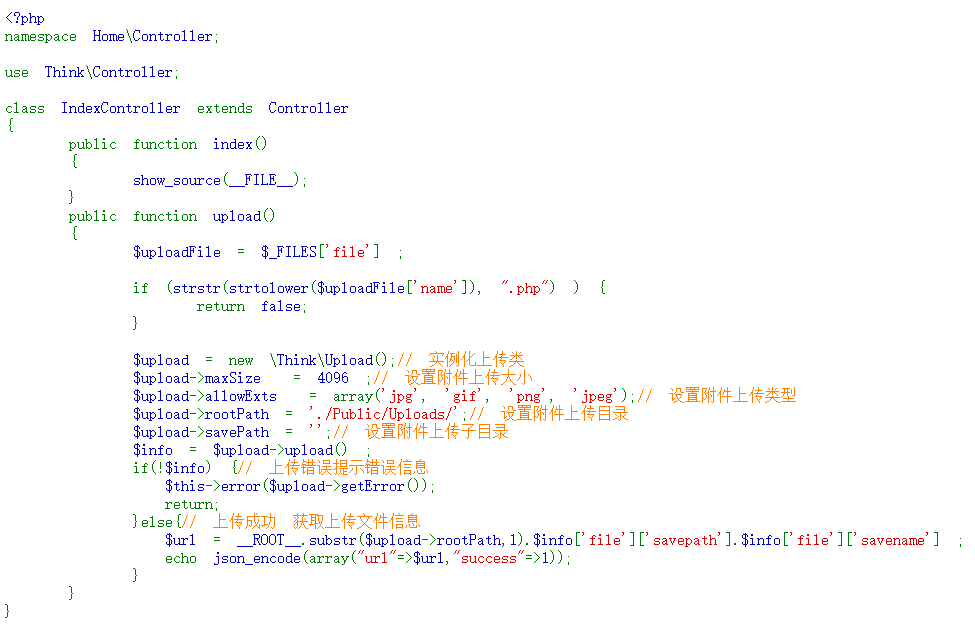 <?php
namespace Home\Controller;
use Think\Controller;
class IndexController extends Controller
{
public function index()
{
show_source(__FILE__);
}
public function upload()
{
$uploadFile = $_FILES['file'] ;
if (strstr(strtolower($uploadFile['name']), ".php") ) {
return false;
}
$upload = new \Think\Upload();// 实例化上传类
$upload->maxSize = 4096 ;// 设置附件上传大小
$upload->allowExts = array('jpg', 'gif', 'png', 'jpeg');// 设置附件上传类型
$upload->rootPath = './Public/Uploads/';// 设置附件上传目录
$upload->savePath = '';// 设置附件上传子目录
$info = $upload->upload() ;
if(!$info) {// 上传错误提示错误信息
$this->error($upload->getError());
return;
}else{// 上传成功 获取上传文件信息
$url = __ROOT__.substr($upload->rootPath,1).$info['file']['savepath'].$info['file']['savename'] ;
echo json_encode(array("url"=>$url,"success"=>1));
}
}
}